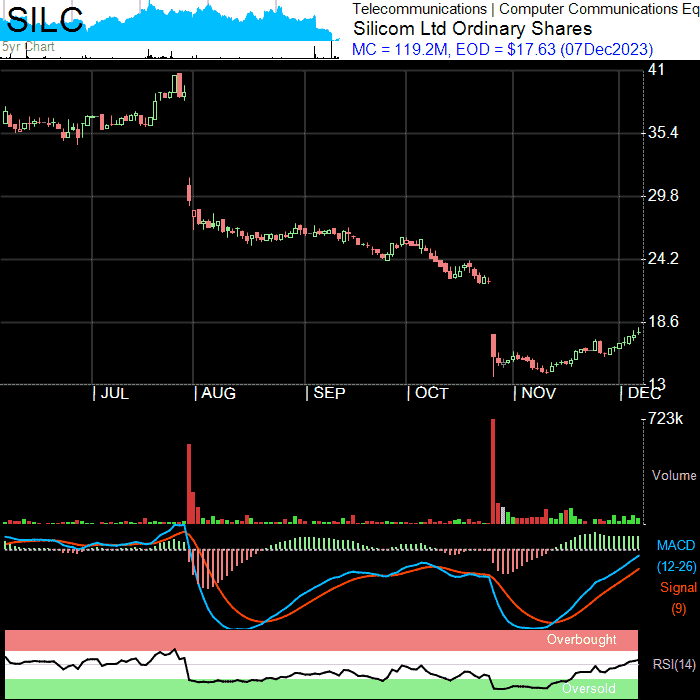 SILC
5yr Chart
Telecommunications | Computer Communications Eq
Silicom Ltd Ordinary Shares
MC = 119.2M, EOD = $17.63 (07Dec2023)
41
35.4
29.8
24.2
18.6
13
| JUL | AUG | SEP | OCT | NOV | DEC
723k
Volume
MACD
(12-26)
Signal
(9)
Overbought
RSI(14)
Oversold